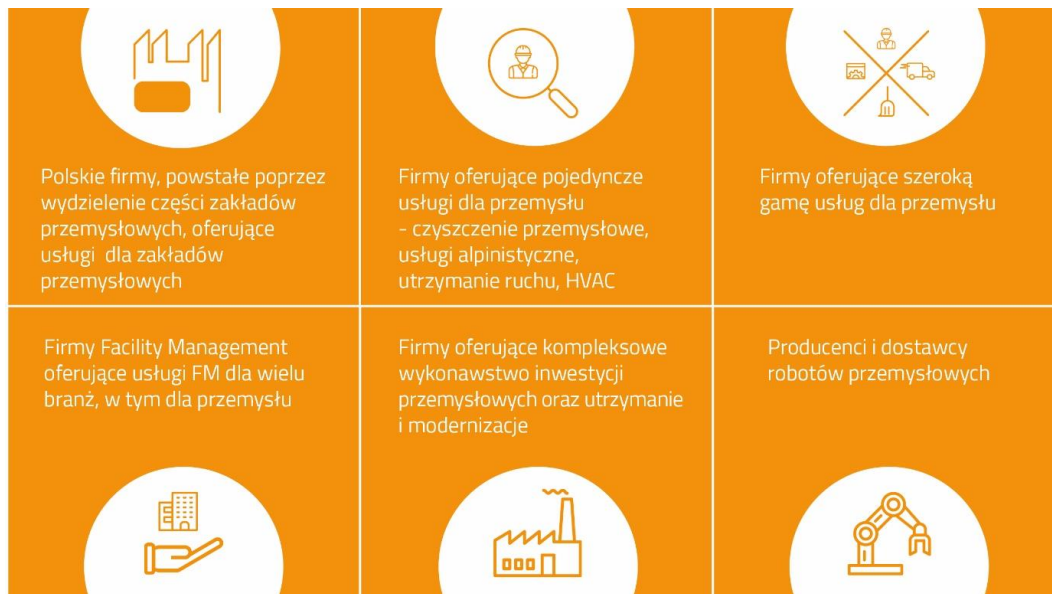 Polskie firmy, powstałe poprzez
wydzielenie części zakładów
przemysłowych, oferujące
usługi dla zakładów
przemysłowych
Firmy oferujące pojedyncze
usługi dla przemysłu
- czyszczenie przemysłowe,
usługi alpinistyczne,
utrzymanie ruchu, HVAC
Firmy oferujące szeroką
gamę usług dla przemysłu
Firmy Facility Management
oferujące usługi FM dla wielu
branż, w tym dla przemysłu
Firmy oferujące kompleksowe
wykonawstwo inwestycji
przemysłowych oraz utrzymanie
i modernizacje
Producenci i dostawcy
robotów przemysłowych